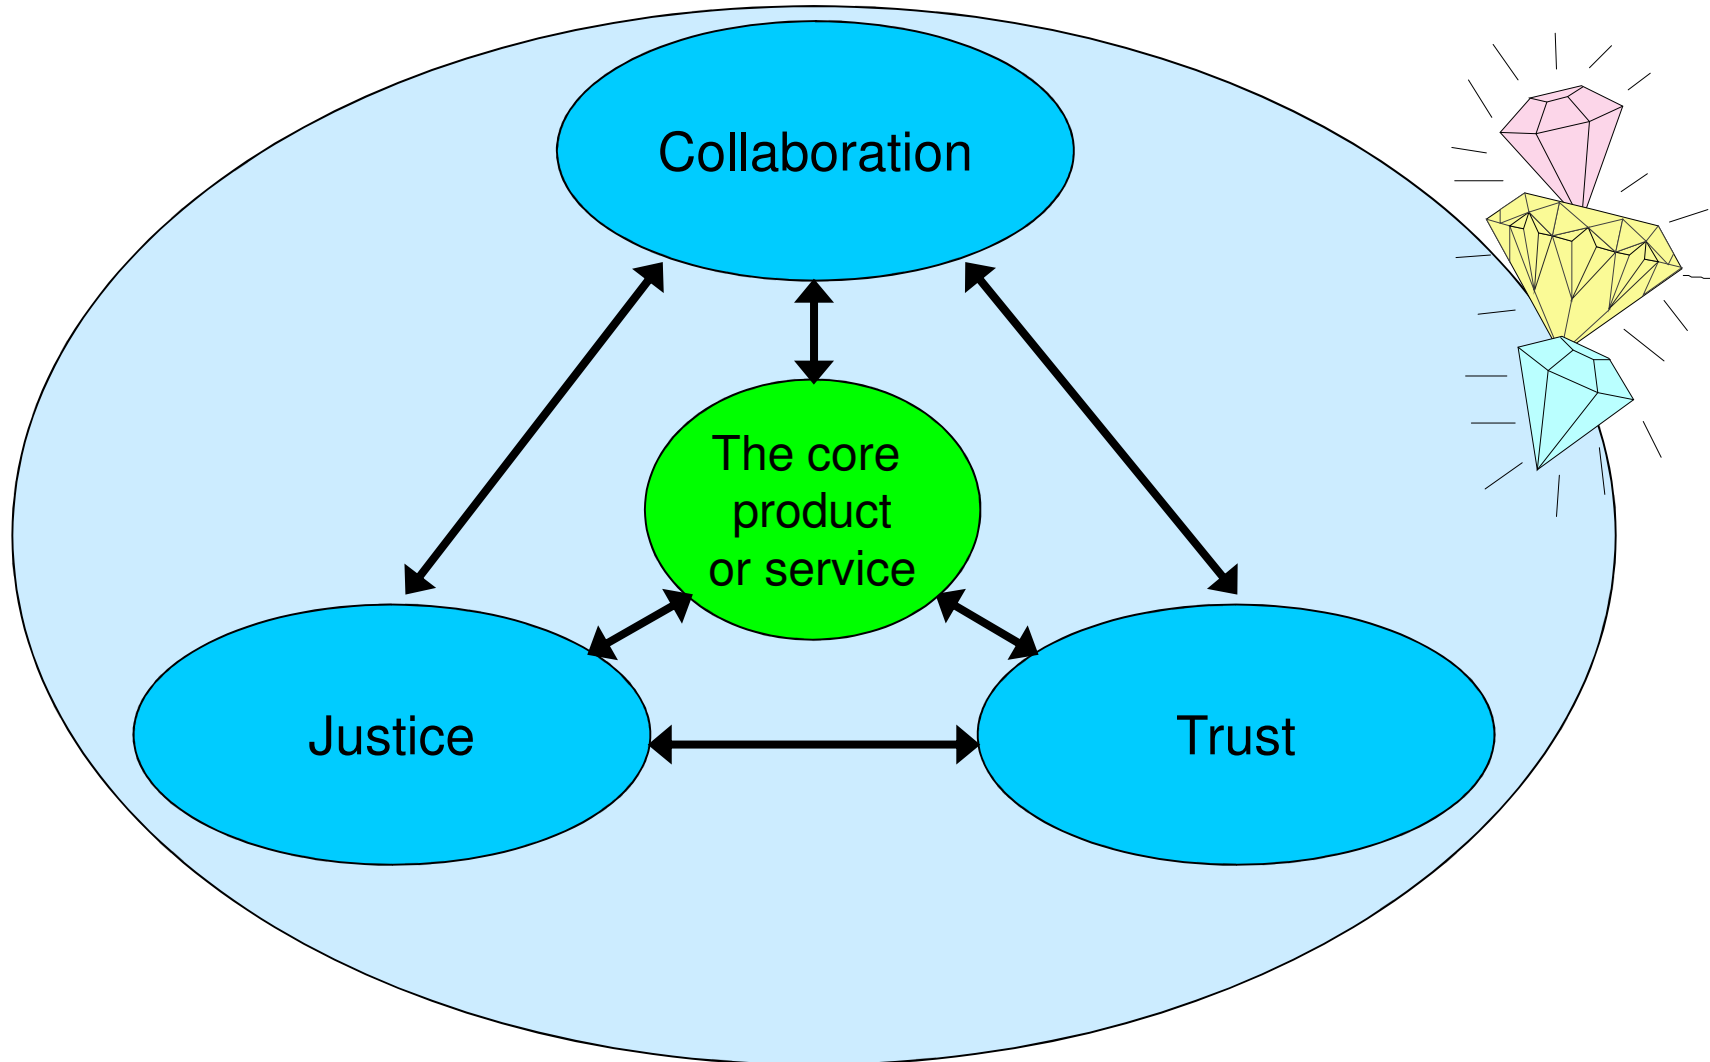 Collaboration
The core
product
or service
Justice
Trust